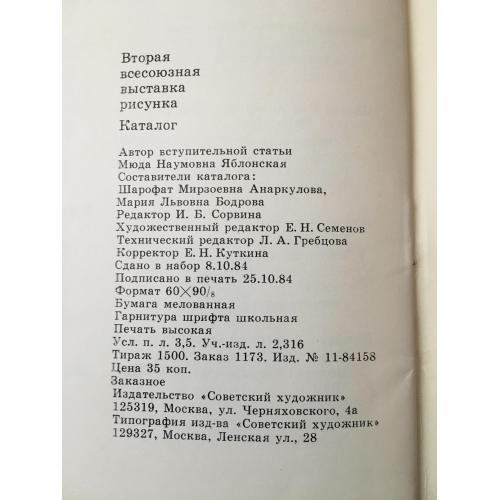 Вторая
всесоюзная
выставка
рисунка
Каталог
Автор вступительной статьи
Мюда Наумовна Яблонская
Составители каталога:
Шарофат Мирзоевна Анаркулова,
Мария Львовна Бодрова
Редактор И. Б. Сорвина
Художественный редактор Е. Н. Семенов
Технический редактор Л. А. Гребцова
Корректор Е. Н. Куткина
Сдано в набор 8.10.84
Подписано в печать 25.10.84
Формат 60×90/8
Бумага мелованная
Гарнитура шрифта школьная
Печать высокая
Усл. п. л. 3,5. Уч.-изд. л. 2,316
Тираж 1500. Заказ 1173. Изд. № 11-84158
Цена 35 коп.
Заказное
Издательство «Советский художник»
125319, Москва, ул. Черняховского, 4а
Типография изд-ва «Советский художник»
129327, Москва, Ленская ул., 28